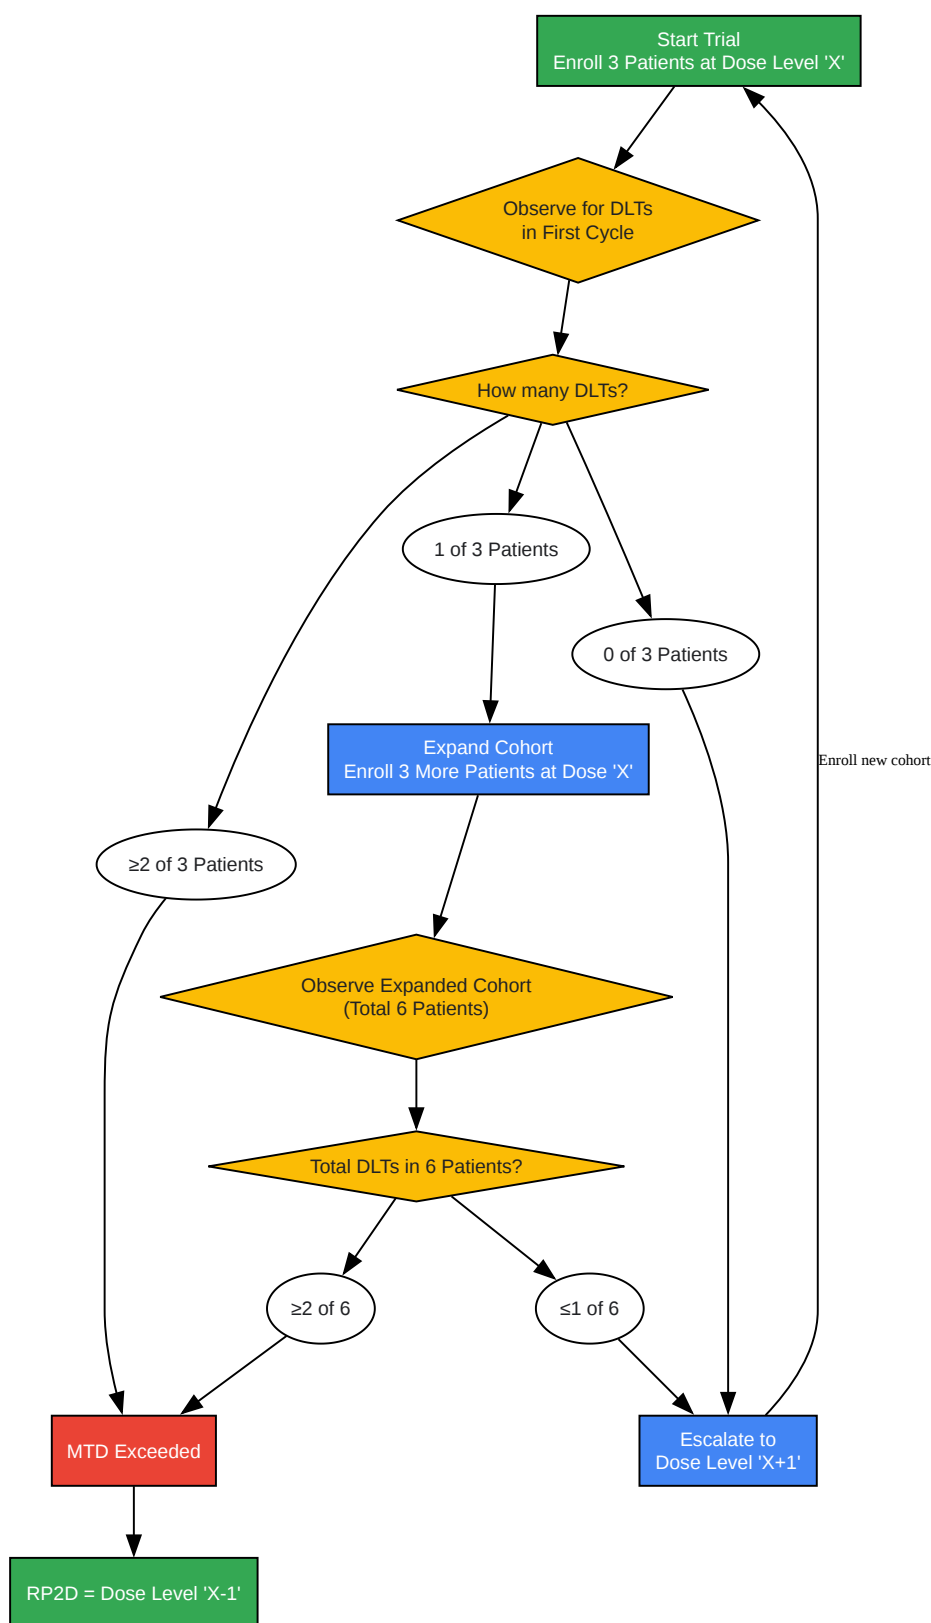 Start Trial
Enroll 3 Patients at Dose Level 'X'
Observe for DLTs
in First Cycle
How many DLTs?
1 of 3 Patients
0 of 3 Patients
Expand Cohort
Enroll 3 More Patients at Dose 'X'
Enroll new cohort
≥2 of 3 Patients
Observe Expanded Cohort
(Total 6 Patients)
Total DLTs in 6 Patients?
≥2 of 6
≤1 of 6
MTD Exceeded
Escalate to
Dose Level 'X+1'
RP2D = Dose Level 'X-1'